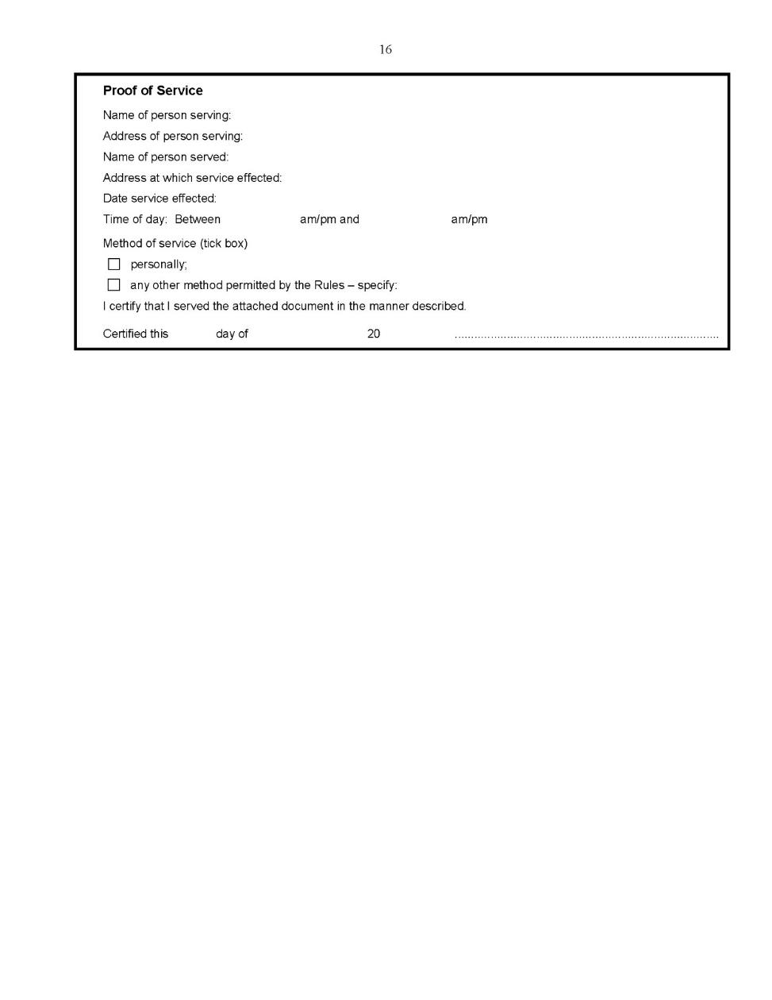 16
Proof of Service
Name of person serving:
Address of person serving:
Name of person served:
Address at which service effected:
Date service effected:
Time of day: Between am/pm and am/pm
Method of service (tick box)
personally;
any other method permitted by the Rules – specify:
I certify that I served the attached document in the manner described.
Certified this day of 20 ................................................................................